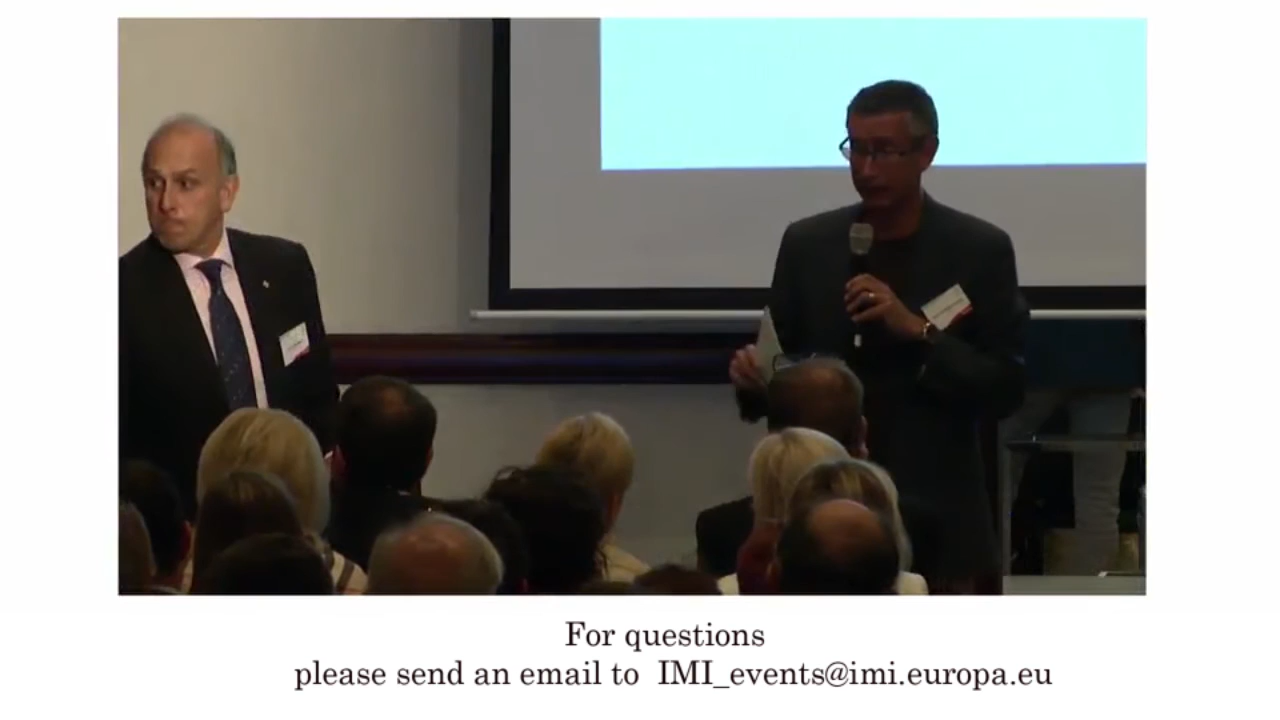 For questions
please send an email to IMI_events@imi.europa.eu